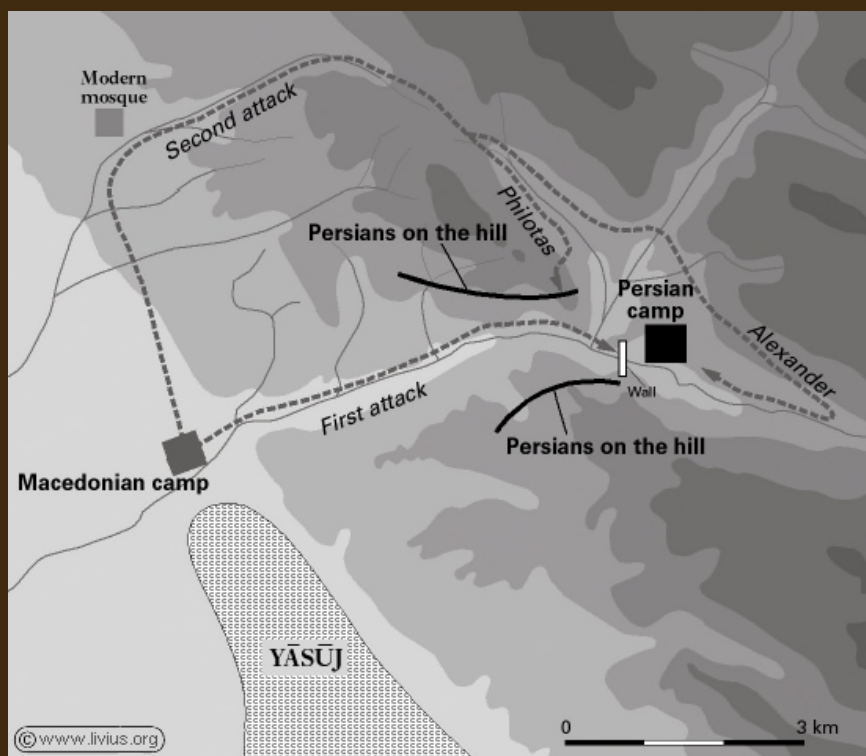 Modern
mosque
Second attack
Philotas
Persians on the hill
Persian
camp
Alexander
Wall
First attack
Persians on the hill
Macedonian camp
YĀSŪJ
0 3 km
© www.livius.org